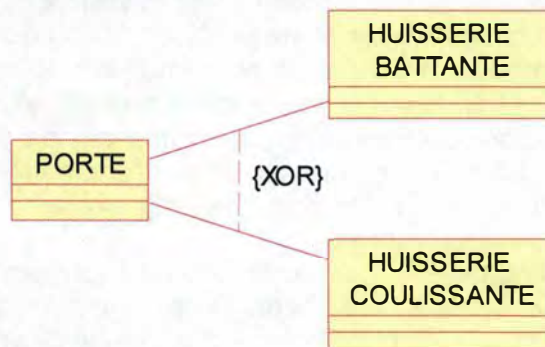 HUISSERIE
BATTANTE
PORTE
{XOR}
HUISSERIE
COULISSANTE